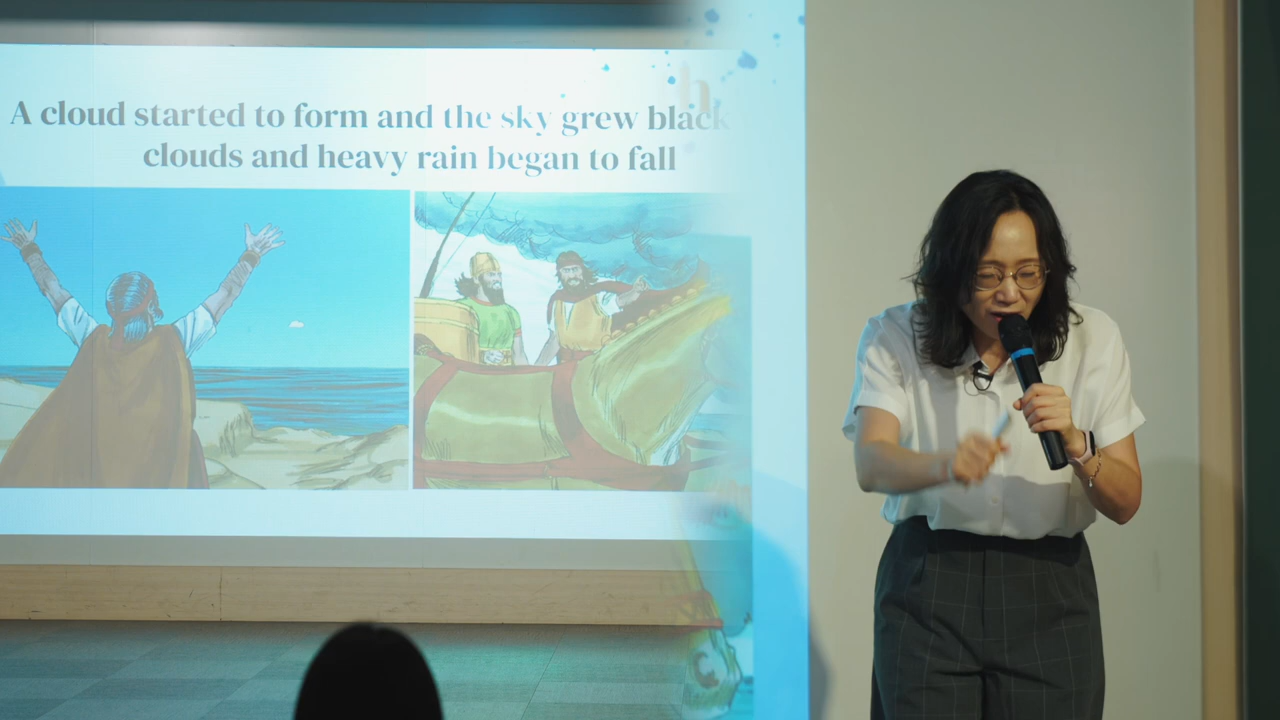 A cloud started to form and the sky grew black
clouds and heavy rain began to fall